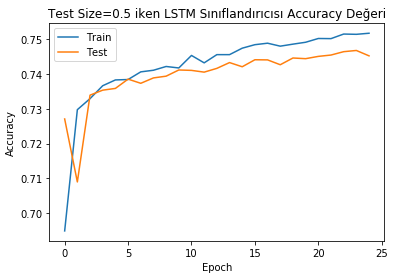 Test Size=0.5 iken LSTM Sınıflandırıcısı Accuracy Değeri
Train
Test
0.75
0.74
0.73
0.72
0.71
0.70
Accuracy
0
5
10
15
20
25
Epoch